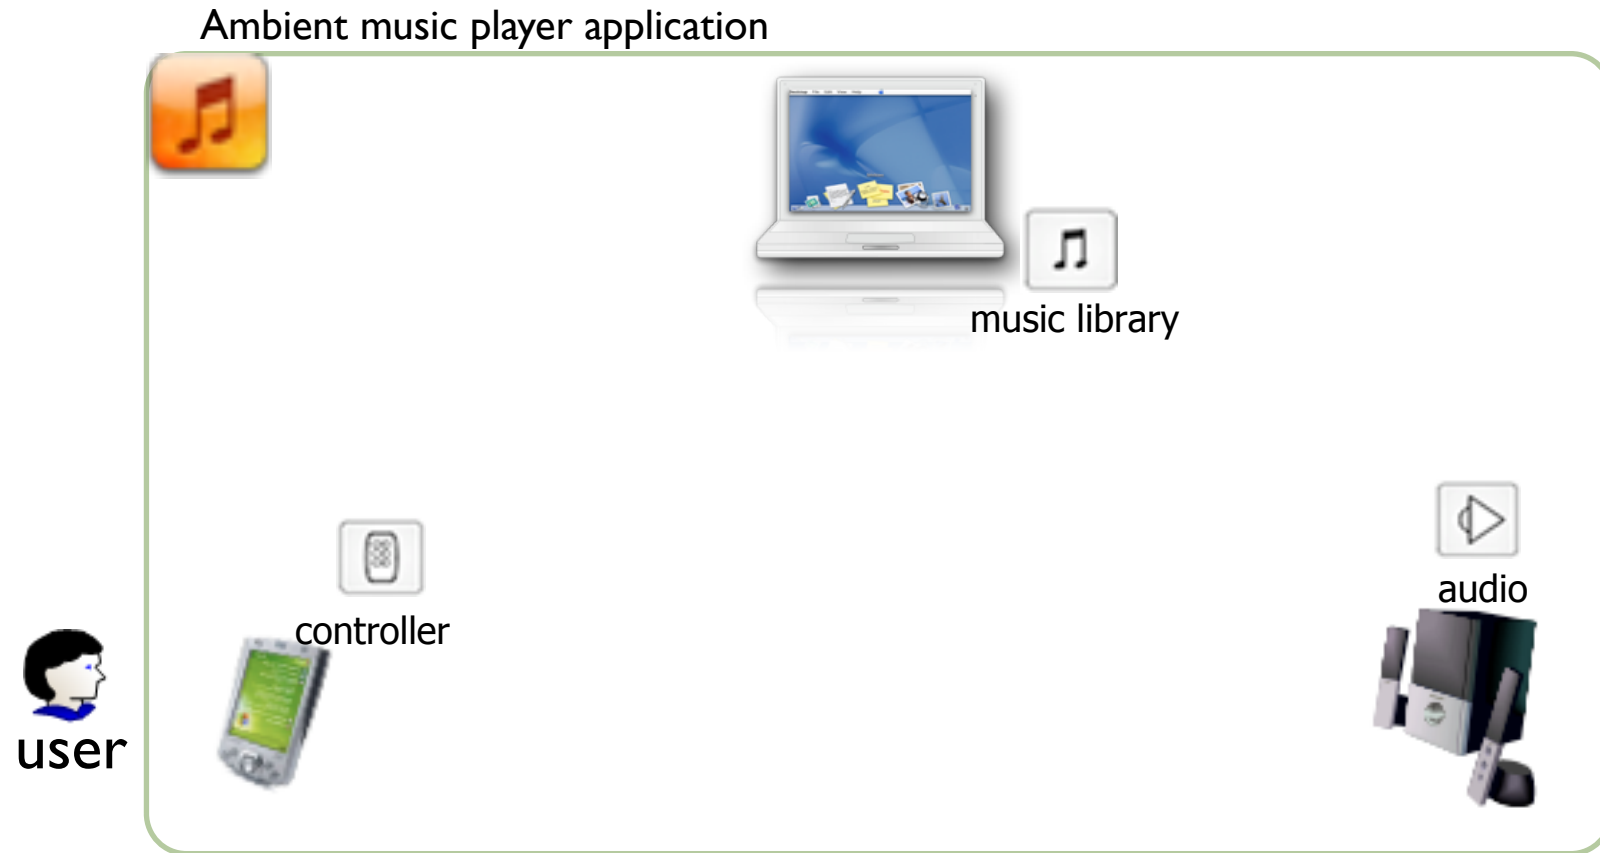 Ambient music player application
music library
audio
controller
user